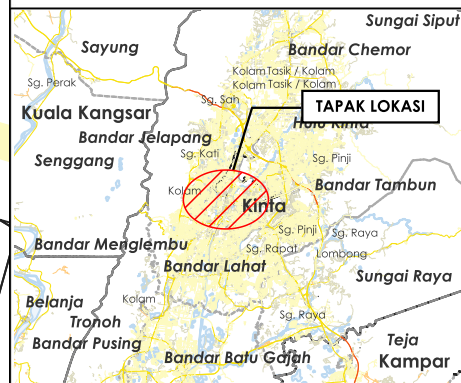 Sungai Siput
Sayung
Bandar Chemor
Kolam Tasik / Kolam
Sg. Perak
Kolam Tasik / Kolam
Sg. Sah
TAPAK LOKASI
Kuala Kangsar
Hulu Kinta
Bandar Jelapang
Sg. Kati
Senggang
Sg. Pinji
Kolam
Bandar Tambun
Kinta
Sg. Pinji
Sg. Raya
Bandar Menglembu
Sg. Rapat
Lombong
Bandar Lahat
Sungai Raya
Belanja
Kolam
Tronoh
Sg. Raya
Bandar Pusing
Teja
Bandar Batu Gajah
Kampar